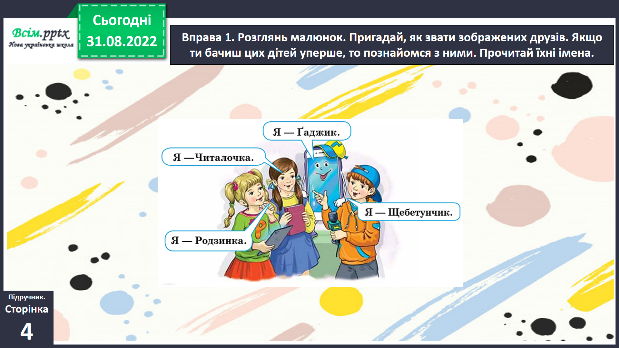 Всім.pptx
Нова українська школа
Сьогодні
31.08.2022
Вправа 1. Розглянь малюнок. Пригадай, як звати зображених друзів. Якщо
ти бачиш цих дітей уперше, то познайомся з ними. Прочитай їхні імена.
Я — Ґаджик.
Я —Читалочка.
Я — Щебетунчик.
Я — Родзинка.
Підручник.
Сторінка
4